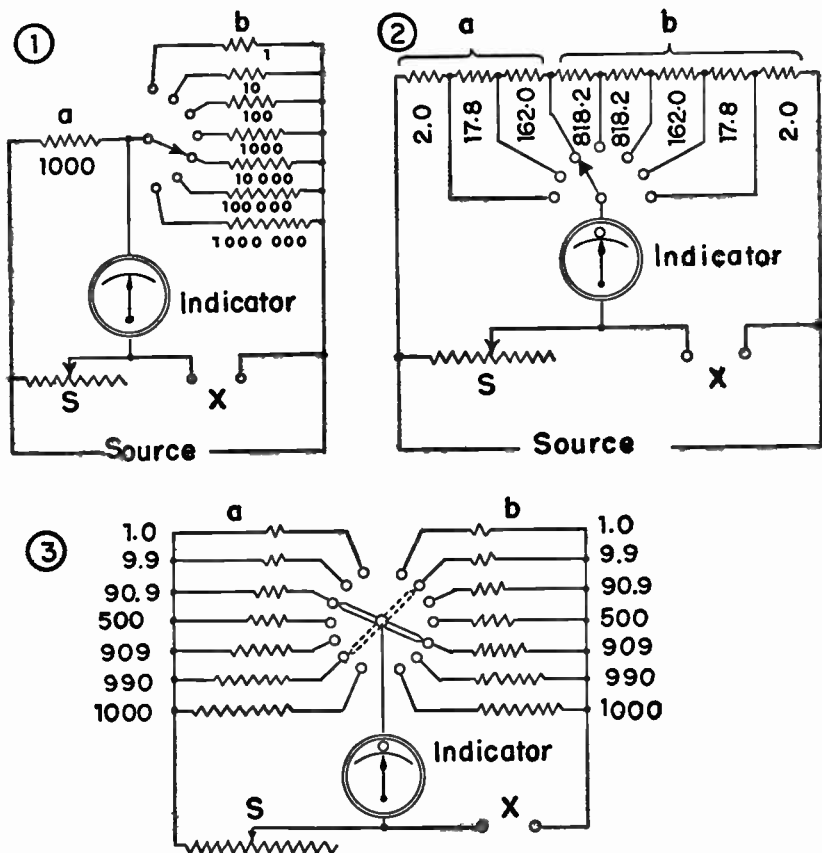 1
b
1
10
100
a
1000
1000
10 000
100 000
1000 000
Indicator
S
X
Source
2
a
b
2.0 17.8 162.0 818.2 818.2 162.0 17.8 2.0
O
Indicator
S
X
Source
3
a
b
1.0 1.0
9.9 9.9
90.9 90.9
500 500
909 909
990 990
1000 1000
O
Indicator
S
X